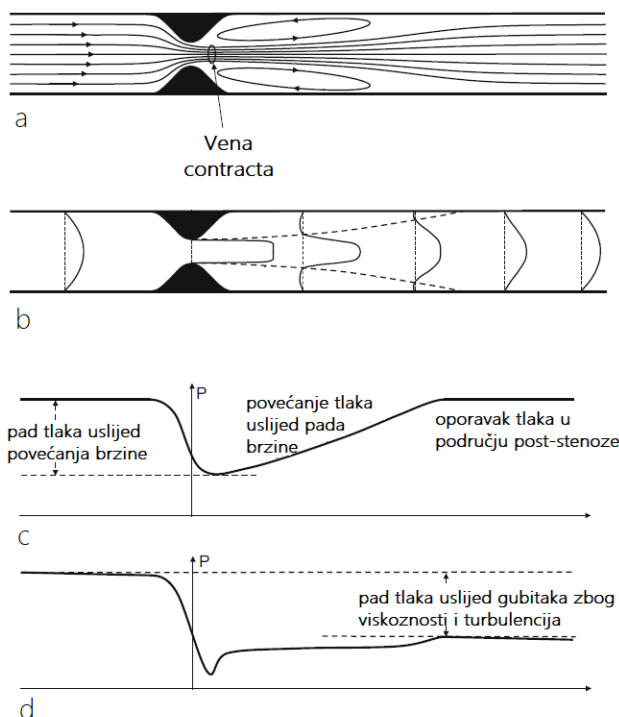 a
Vena
contracta
b
P
povećanje tlaka
uslijed pada
brzine
pad tlaka uslijed
povećanja brzine
oporavak tlaka u
području post-stenoze
c
P
pad tlaka uslijed gubitaka zbog
viskoznosti i turbulencija
d